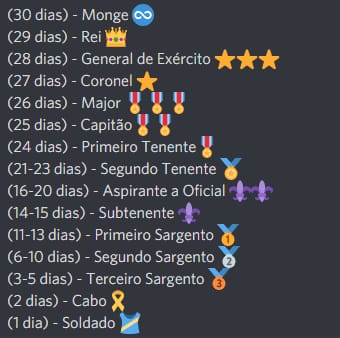 (30 dias) - Monge ♾️
(29 dias) - Rei 👑
(28 dias) - General de Exército ⭐⭐⭐
(27 dias) - Coronel ⭐
(26 dias) - Major 🎖️🎖️🎖️
(25 dias) - Capitão 🎖️🎖️
(24 dias) - Primeiro Tenente 🎖️
(21-23 dias) - Segundo Tenente 🏅
(16-20 dias) - Aspirante a Oficial ⚜️⚜️
(14-15 dias) - Subtenente ⚜️
(11-13 dias) - Primeiro Sargento 🥇
(6-10 dias) - Segundo Sargento 🥈
(3-5 dias) - Terceiro Sargento 🥉
(2 dias) - Cabo 🎗️
(1 dia) - Soldado 🎽